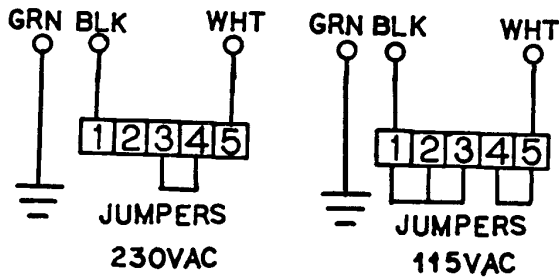 GRN BLK WHT
1 2 3 4 5
JUMPERS
230VAC
GRN BLK WHT
1 2 3 4 5
JUMPERS
115VAC